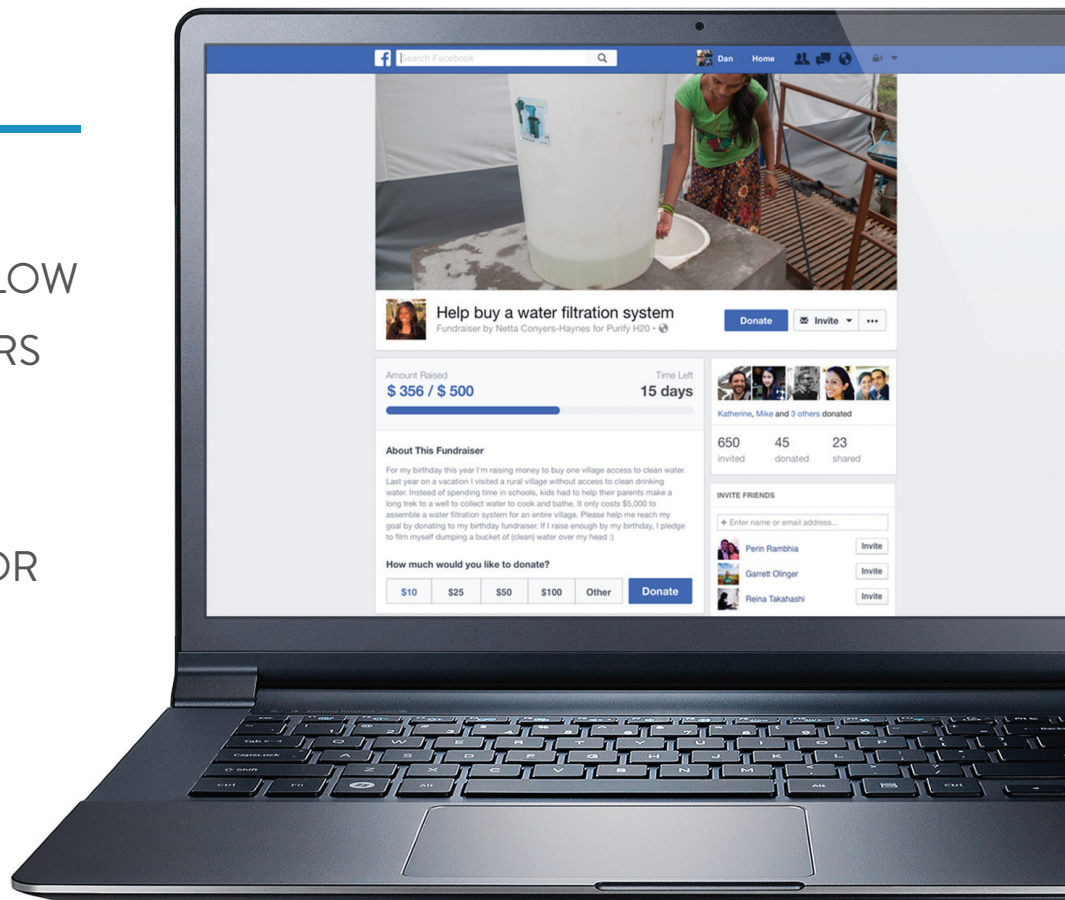 LOW
RS
OR
f
Search Facebook
Dan Home
Help buy a water filtration system
Fundraiser by Netta Conyers-Haynes for Purify H20 ·
Donate
Invite
Amount Raised
Time Left
$ 356 / $ 500
15 days
Katherine, Mike and 3 others donated
650 45 23
invited donated shared
About This Fundraiser
For my birthday this year I'm raising money to buy one village access to clean water.
Last year on a vacation I visited a rural village without access to clean drinking
water. Instead of spending time in schools, kids had to help their parents make a
long trek to a well to collect water to cook and bathe. It only costs $5,000 to
assemble a water filtration system for an entire village. Please help me reach my
goal by donating to my birthday fundraiser. If I raise enough by my birthday, I pledge
to film myself dumping a bucket of (clean) water over my head :)
How much would you like to donate?
$10 $25 $50 $100 Other Donate
INVITE FRIENDS
+ Enter name or email address...
Perin Rambhia Invite
Garrett Olinger Invite
Reina Takahashi Invite
Tab
Q W E R T Y U I O P
CapsLock A S D F G H J K L
Shift Z X C V B N M
Ctrl Fn Alt Alt Ctrl